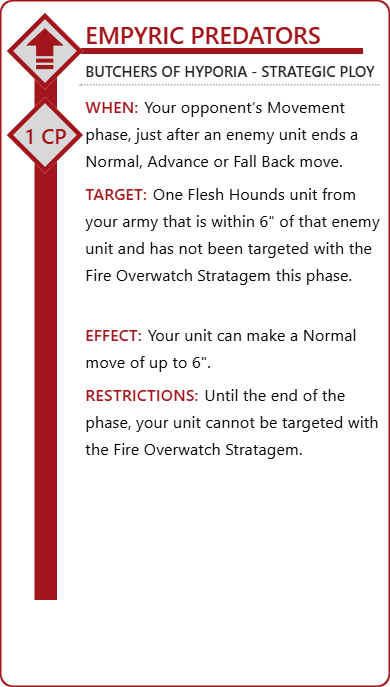 EMPYRIC PREDATORS
BUTCHERS OF HYPORIA - STRATEGIC PLOY
1 CP
WHEN: Your opponent’s Movement
phase, just after an enemy unit ends a
Normal, Advance or Fall Back move.
TARGET: One Flesh Hounds unit from
your army that is within 6" of that enemy
unit and has not been targeted with the
Fire Overwatch Stratagem this phase.
EFFECT: Your unit can make a Normal
move of up to 6".
RESTRICTIONS: Until the end of the
phase, your unit cannot be targeted with
the Fire Overwatch Stratagem.